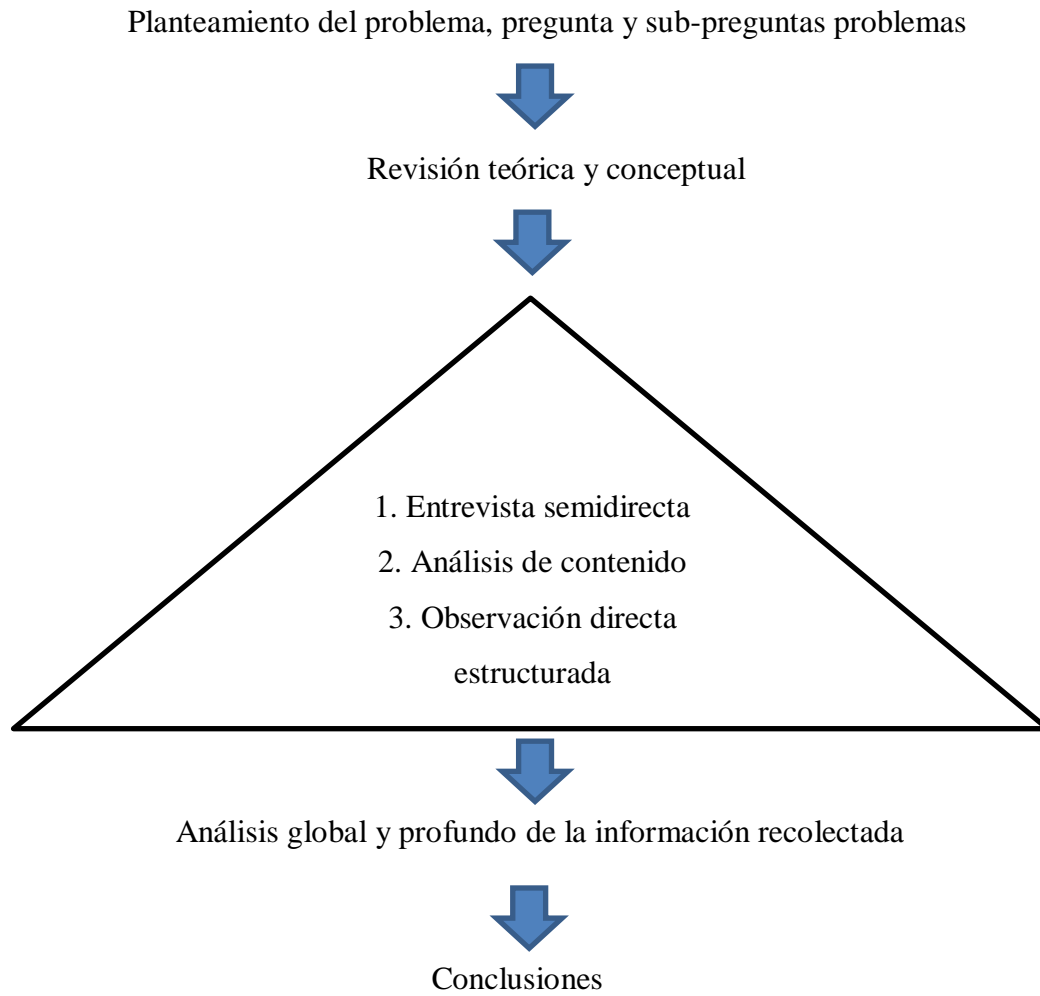 Planteamiento del problema, pregunta y sub-preguntas problemas
Revisión teórica y conceptual
1. Entrevista semidirecta
2. Análisis de contenido
3. Observación directa
estructurada
Análisis global y profundo de la información recolectada
Conclusiones